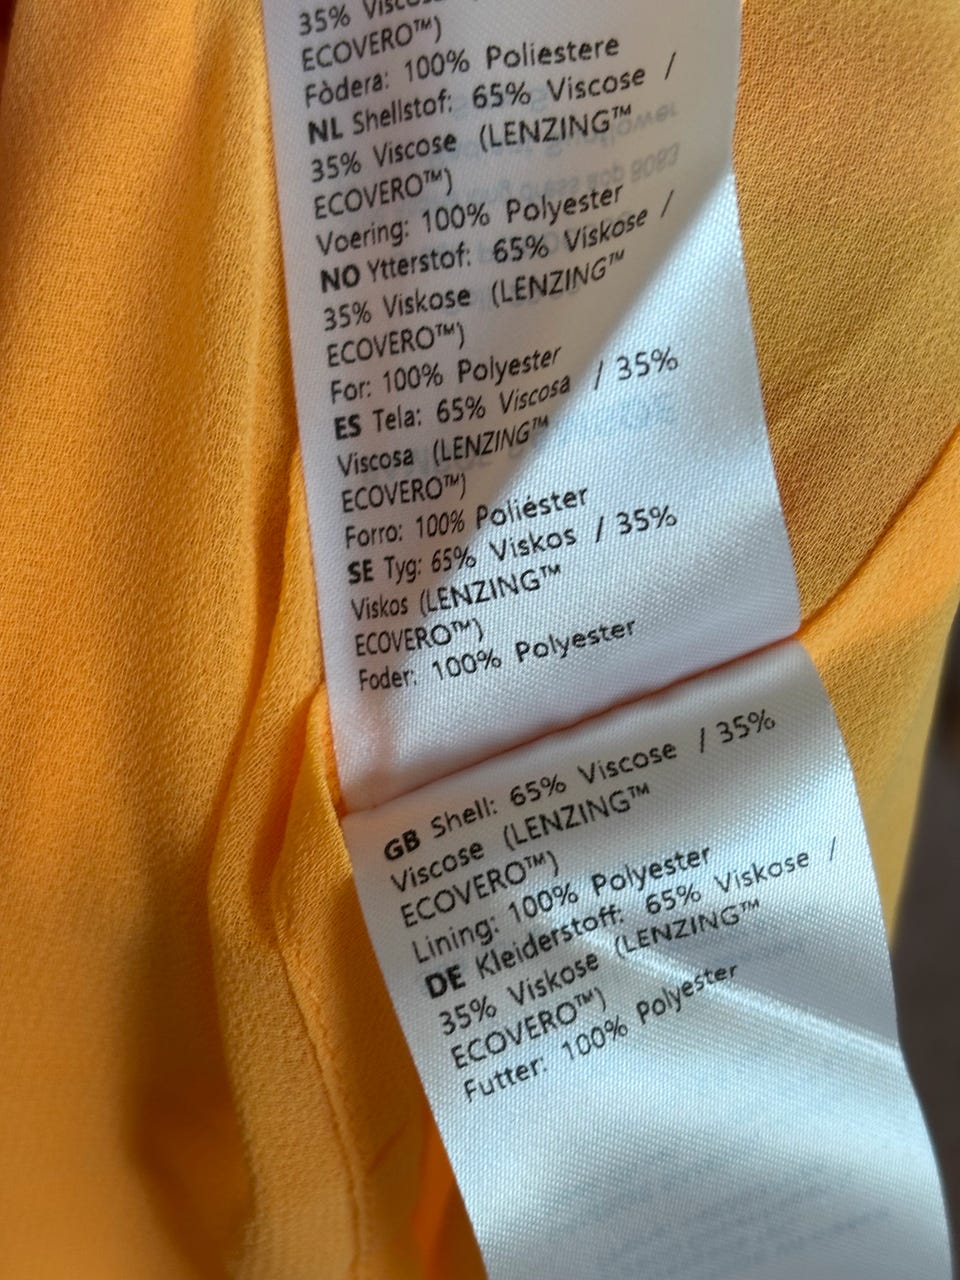 35% Viscosa
ECOVERO™)
Fòdera: 100% Poliestere
NL Shellstof: 65% Viscose /
35% Viscose (LENZING™
ECOVERO™)
Voering: 100% Polyester
NO Ytterstof: 65% Viskose /
35% Viskose (LENZING™
ECOVERO™)
For: 100% Polyester
ES Tela: 65% Viscosa / 35%
Viscosa (LENZING™
ECOVERO™)
Forro: 100% Poliéster
SE Tyg: 65% Viskos / 35%
Viskos (LENZING™
ECOVERO™)
Foder: 100% Polyester
GB Shell: 65% Viscose / 35%
Viscose (LENZING™
ECOVERO™)
Lining: 100% Polyester
DE Kleiderstoff: 65% Viskose /
35% Viskose (LENZING™
ECOVERO™)
Futter: 100% Polyester